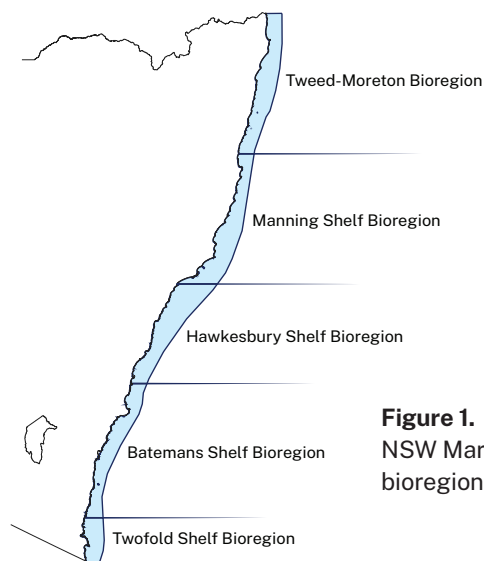 Tweed-Moreton Bioregion
Manning Shelf Bioregion
Hawkesbury Shelf Bioregion
Batemans Shelf Bioregion
Twofold Shelf Bioregion
Figure 1.
NSW Mar
bioregion